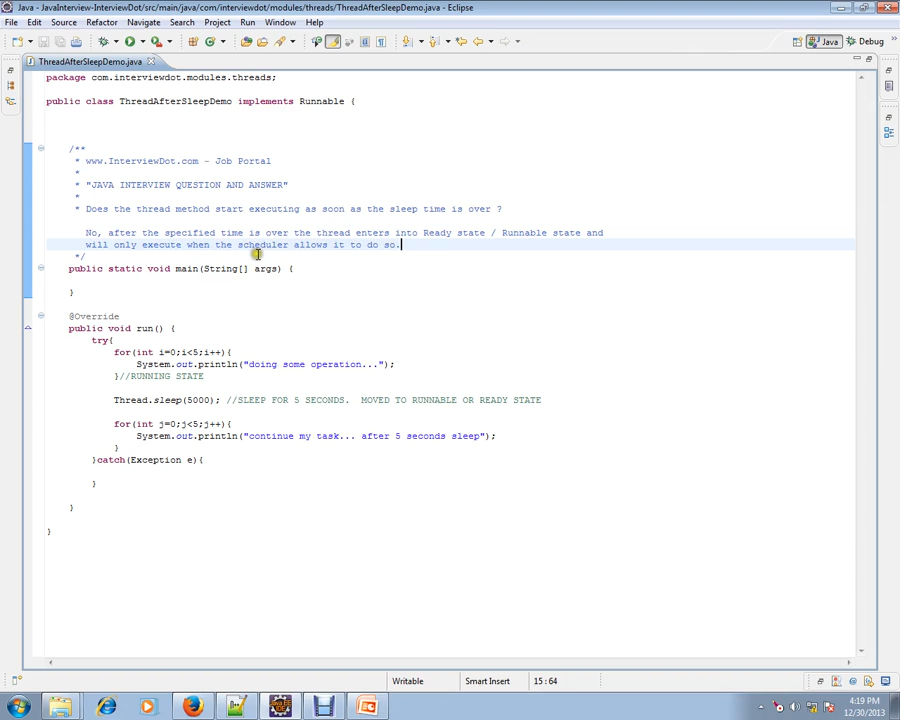 Java - JavaInterview-InterviewDot/src/main/java/com/interviewdot/modules/threads/ThreadAfterSleepDemo.java - Eclipse
File Edit Source Refactor Navigate Search Project Run Window Help
Java Debug
ThreadAfterSleepDemo.java
package com.interviewdot.modules.threads;
public class ThreadAfterSleepDemo implements Runnable {
/**
* www.InterviewDot.com - Job Portal
*
* "JAVA INTERVIEW QUESTION AND ANSWER"
*
* Does the thread method start executing as soon as the sleep time is over ?
No, after the specified time is over the thread enters into Ready state / Runnable state and
will only execute when the scheduler allows it to do so.
*/
public static void main(String[] args) {
}
@Override
public void run() {
try{
for(int i=0;i<5;i++){
System.out.println("doing some operation...");
}//RUNNING STATE
Thread.sleep(5000); //SLEEP FOR 5 SECONDS.  MOVED TO RUNNABLE OR READY STATE
for(int j=0;j<5;j++){
System.out.println("continue my task... after 5 seconds sleep");
}
}catch(Exception e){
}
}
}
Writable Smart Insert 15 : 64
4:19 PM
12/30/2013